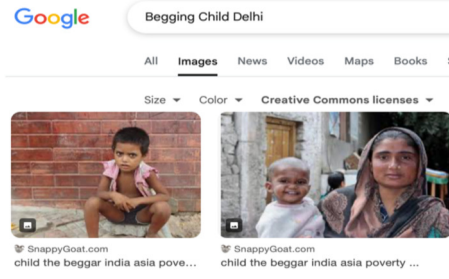 Google
Begging Child Delhi
All Images News Videos Maps Books
Size Color Creative Commons licenses
SnappyGoat.com SnappyGoat.com
child the beggar india asia pove... child the beggar india asia poverty ...